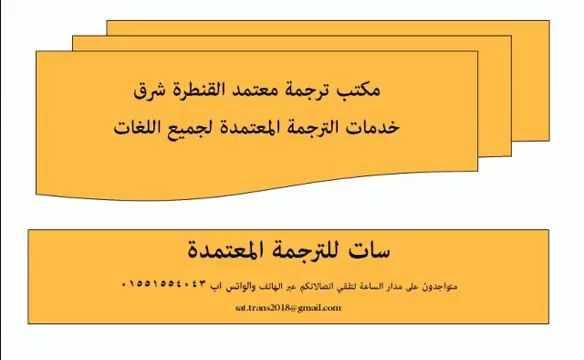 مكتب ترجمة معتمد القنطرة شرق
خدمات الترجمة المعتمدة لجميع اللغات
سات للترجمة المعتمدة
متواجدون على مدار الساعة لتلقي اتصالاتكم عبر الهاتف والواتس اب ٠١٥٥١٥٥٤٠٤٣
sat.trans2018@gmail.com